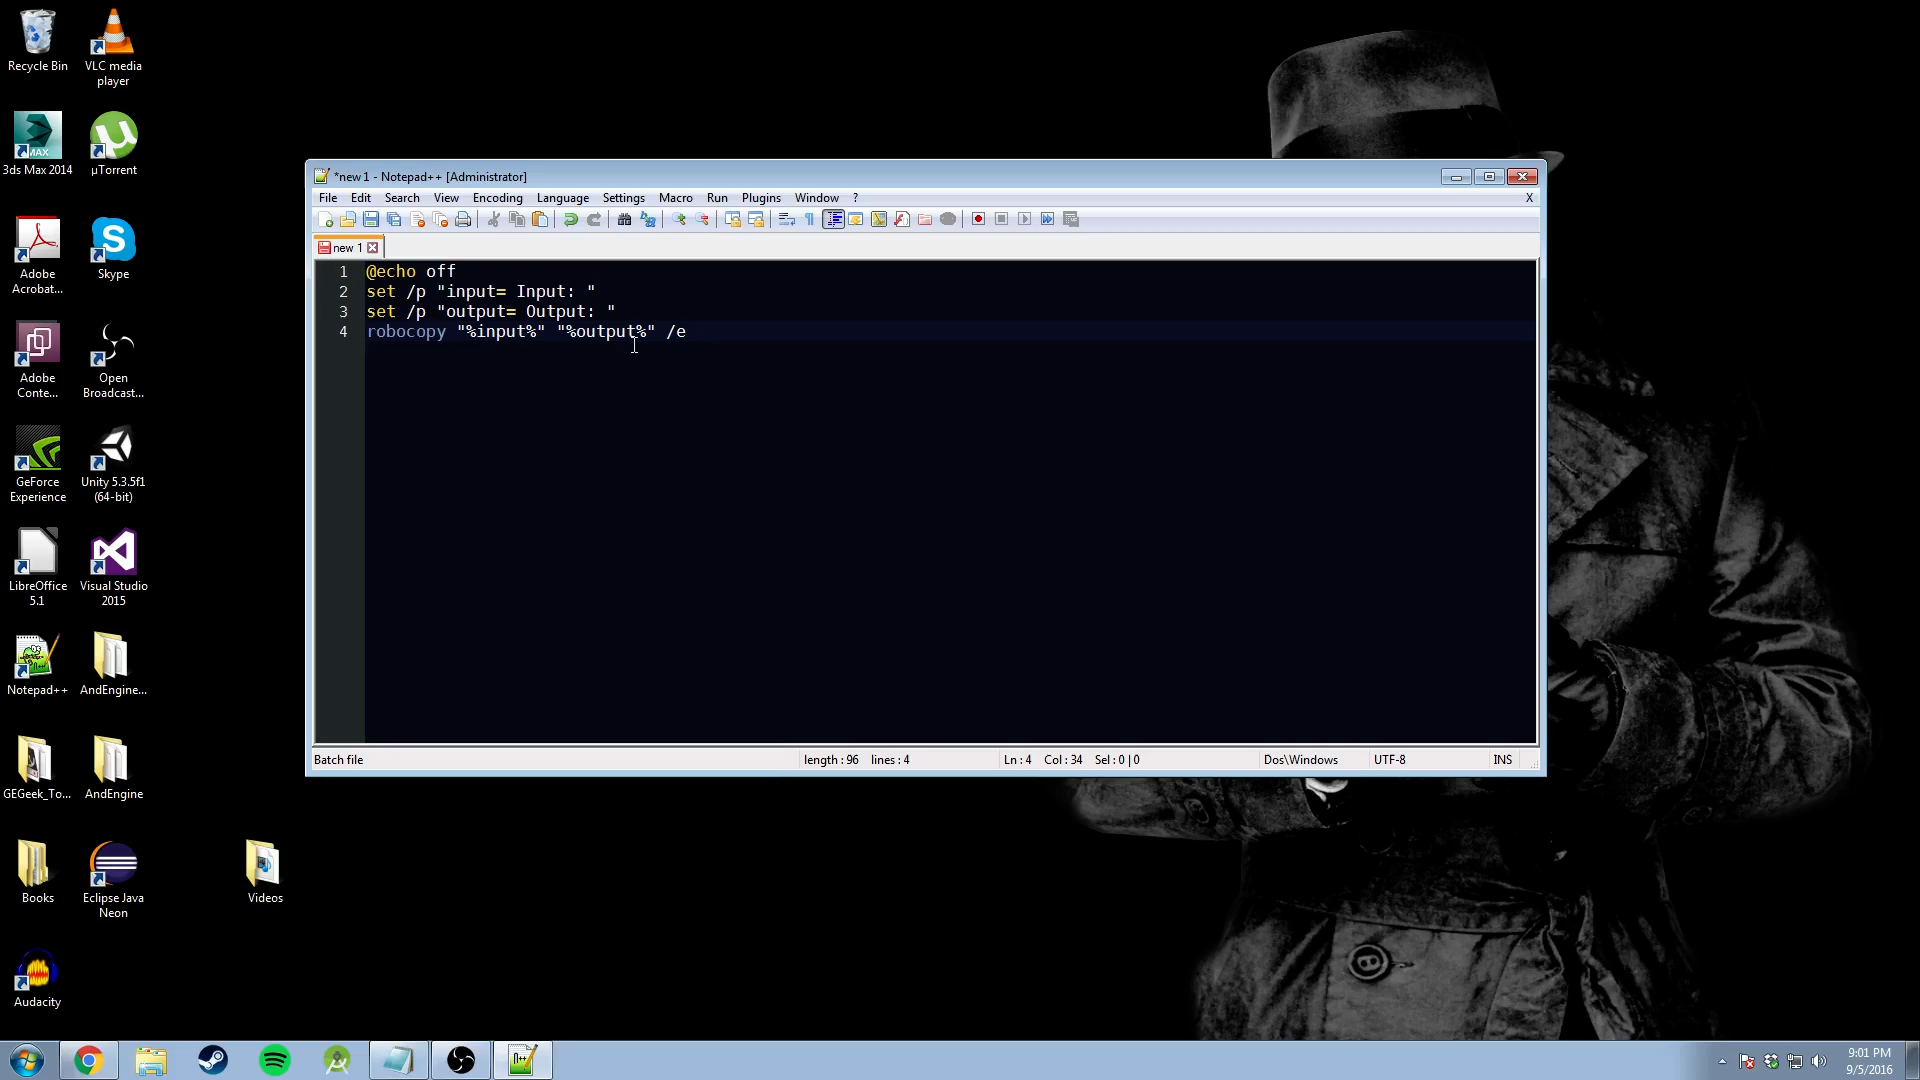 Recycle Bin
VLC media
player
3ds Max 2014
µTorrent
Adobe
Acrobat...
Skype
Adobe
Conte...
Open
Broadcast...
GeForce
Experience
Unity 5.3.5f1
(64-bit)
LibreOffice
5.1
Visual Studio
2015
Notepad++
AndEngine...
GEGeek_To...
AndEngine
Books
Eclipse Java
Neon
Videos
Audacity
*new 1 - Notepad++ [Administrator]
File Edit Search View Encoding Language Settings Macro Run Plugins Window ? X
new 1
1 @echo off
2 set /p "input= Input: "
3 set /p "output= Output: "
4 robocopy "%input%" "%output%" /e
Batch file length : 96 lines : 4 Ln : 4 Col : 34 Sel : 0 | 0 Dos\Windows UTF-8 INS
9:01 PM
9/5/2016